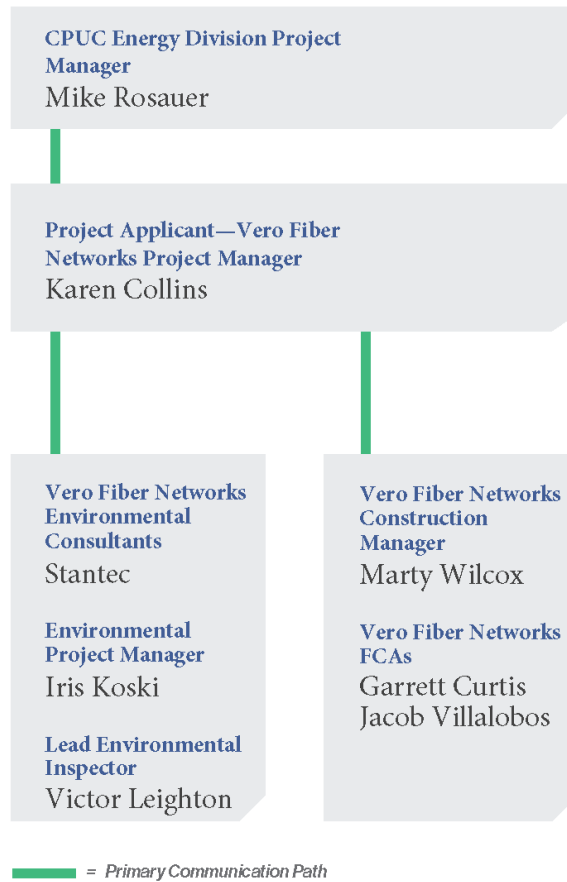 CPUC Energy Division Project
Manager
Mike Rosauer
Project Applicant—Vero Fiber
Networks Project Manager
Karen Collins
Vero Fiber Networks
Environmental
Consultants
Stantec
Environmental
Project Manager
Iris Koski
Lead Environmental
Inspector
Victor Leighton
Vero Fiber Networks
Construction
Manager
Marty Wilcox
Vero Fiber Networks
FCAs
Garrett Curtis
Jacob Villalobos
= Primary Communication Path